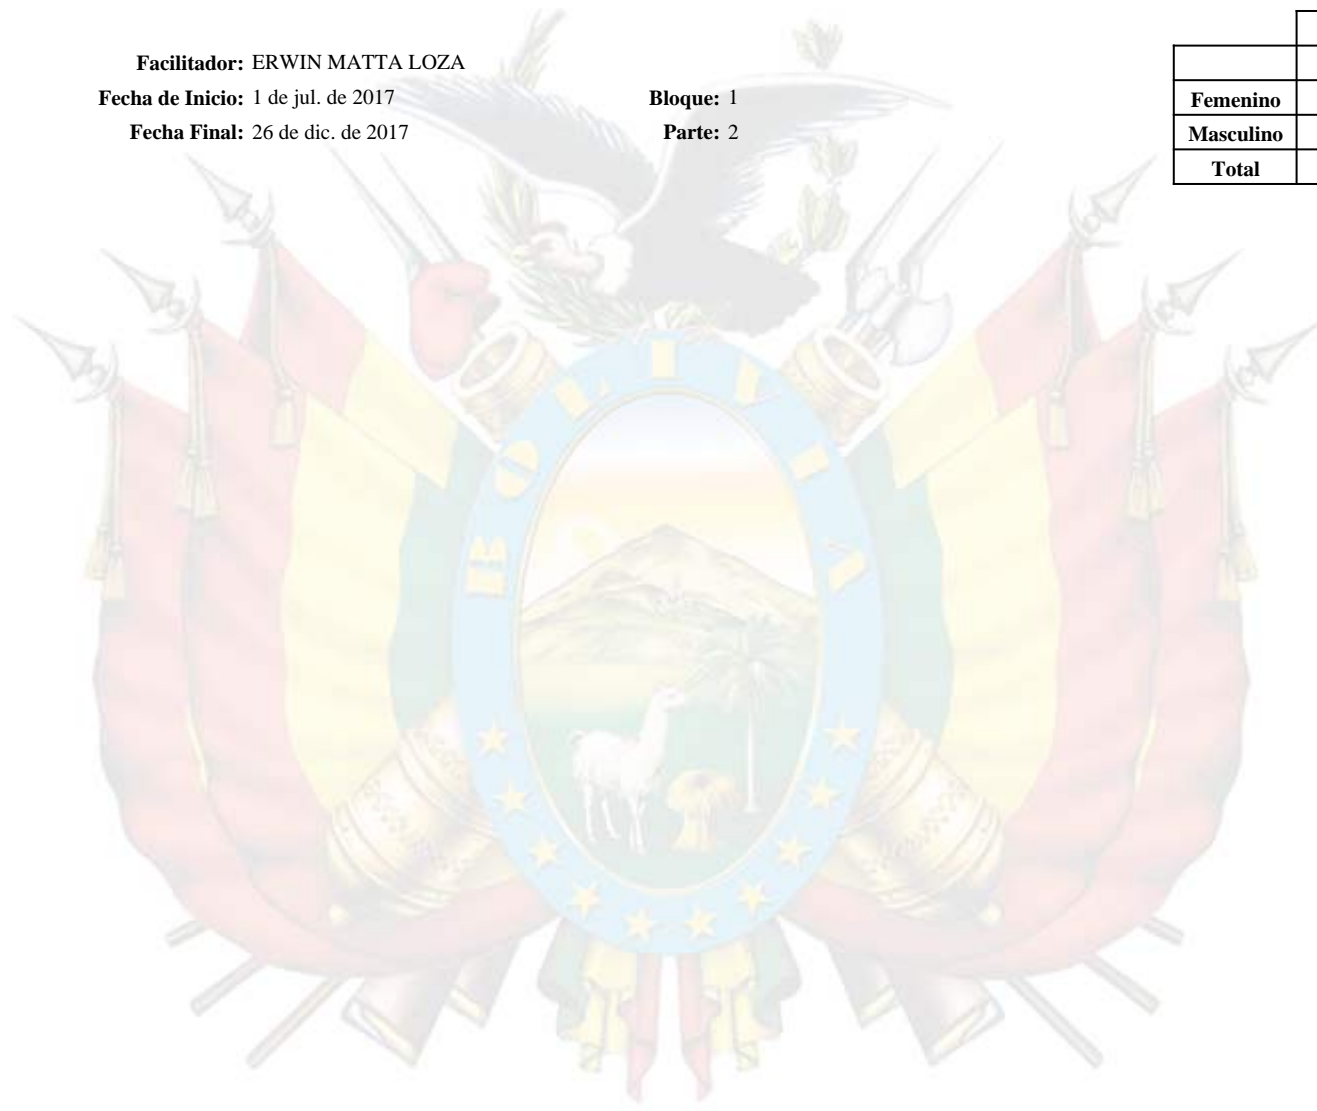 Facilitador: ERWIN MATTA LOZA
Fecha de Inicio: 1 de jul. de 2017 Bloque: 1
Fecha Final: 26 de dic. de 2017 Parte: 2
Femenino
Masculino
Total
BOLIVIA